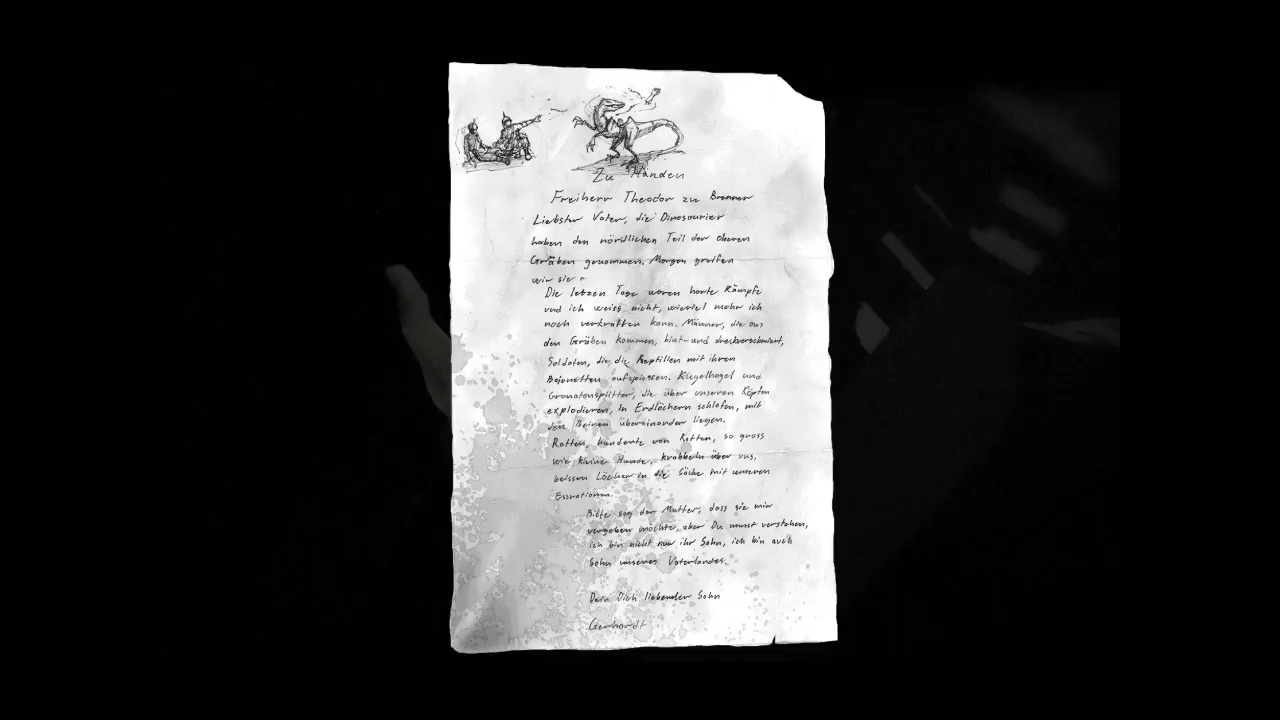 Zu Händen
Freiherr Theodor zu Brenner
Liebster Vater, die Dinosaurier
haben den nördlichen Teil der oberen
Gräben genommen. Morgen greifen
wir sie
Die letzen Tage waren harte Kämpfe
und ich weiss nicht, wieviel mehr ich
noch verkraften kann. Männer, die aus
den Gräben kommen, blut-und dreckverschmiert,
Soldaten, die die Reptilien mit ihren
Bajonetten aufspiessen. Kugelhagel und
Granatensplitter, die über unseren Köpfen
explodieren, in Erdlöchern schlafen, mit
den Beinen übereinander liegen.
Ratten, hunderte von Ratten, so gross
wie kleine Hunde, krabbeln über uns,
beissen Löcher in die Säcke mit unseren
Essrationen.
Bitte sag der Mutter, dass sie mir
vergeben möchte, aber Du musst verstehen,
ich bin nicht nur ihr Sohn, ich bin auch
Sohn unseres Vaterlandes.
Dein Dich liebender Sohn
Gerhardt